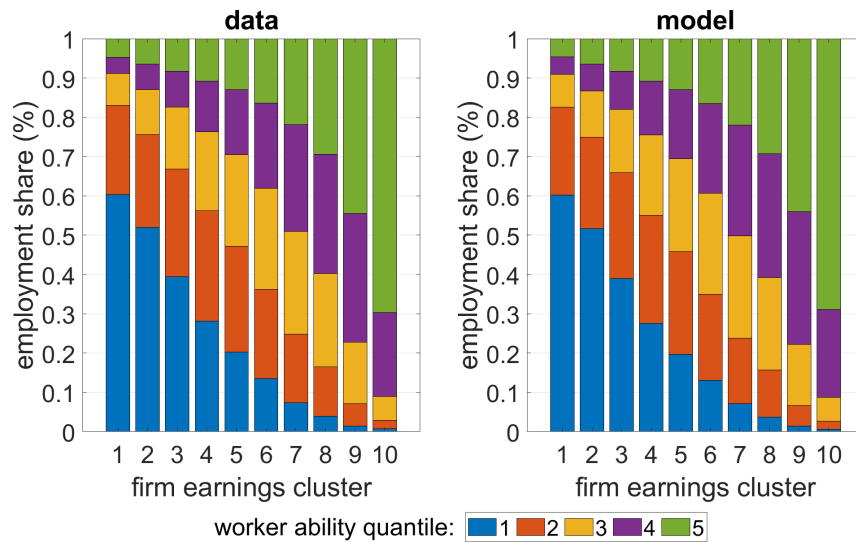 data
model
employment share (%)
1
0.9
0.8
0.7
0.6
0.5
0.4
0.3
0.2
0.1
0
1 2 3 4 5 6 7 8 9 10
firm earnings cluster
employment share (%)
1
0.9
0.8
0.7
0.6
0.5
0.4
0.3
0.2
0.1
0
1 2 3 4 5 6 7 8 9 10
firm earnings cluster
worker ability quantile: 1 2 3 4 5